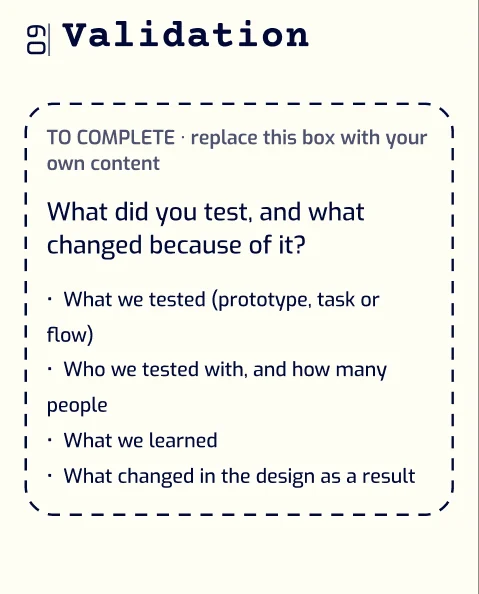 09 Validation
TO COMPLETE · replace this box with your
own content
What did you test, and what
changed because of it?
· What we tested (prototype, task or
flow)
· Who we tested with, and how many
people
· What we learned
· What changed in the design as a result